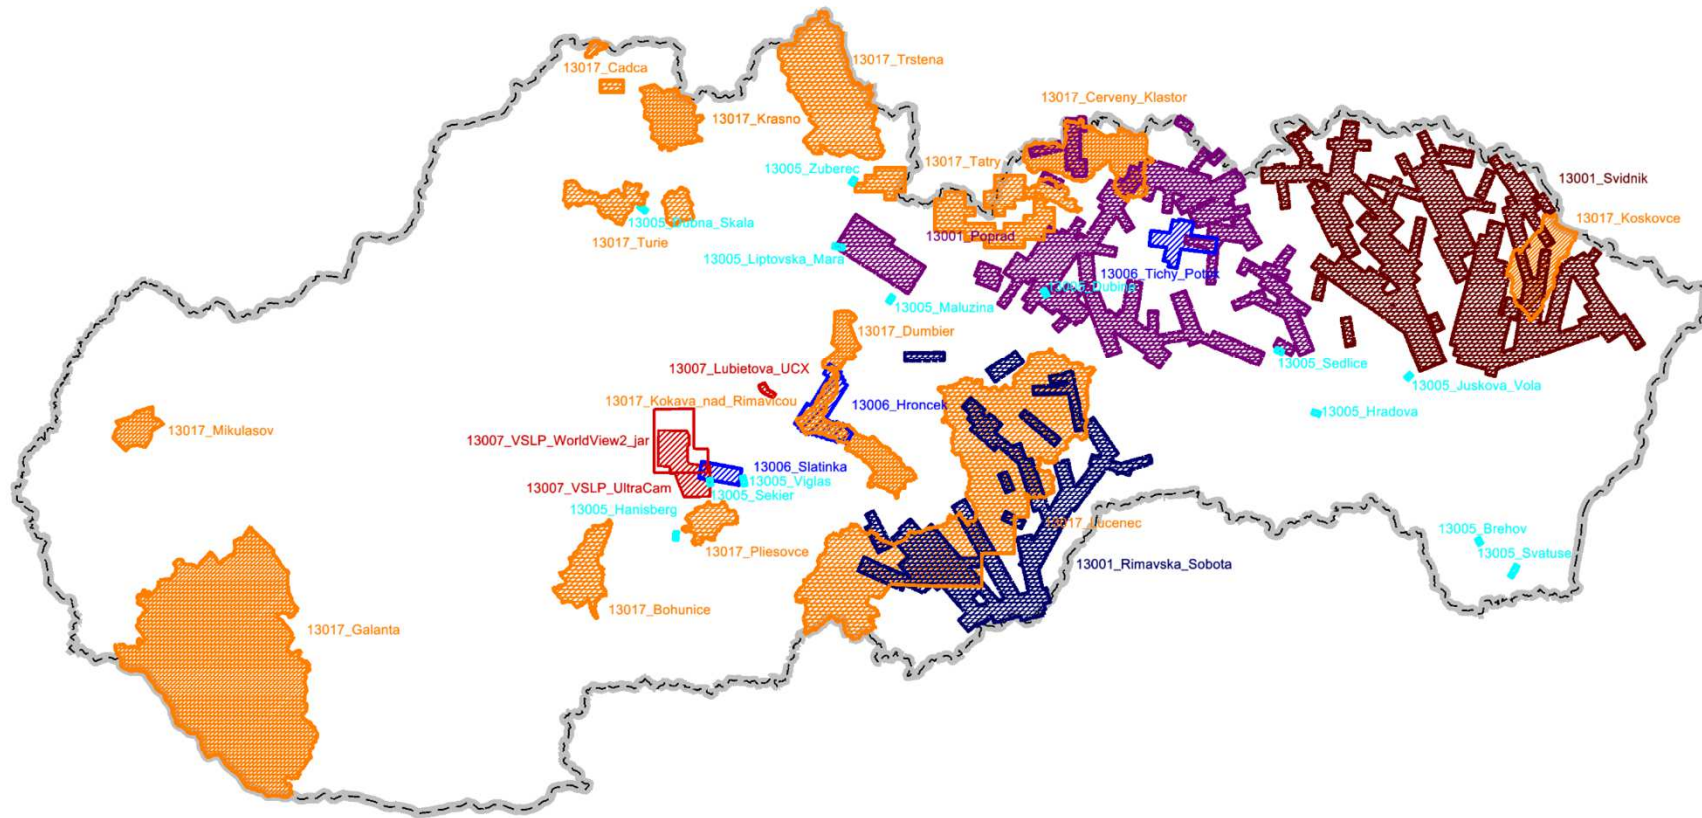 13017_Trstena
13017_Cadca
13017_Cerveny_Klastor
13017_Krasno
13017_Tatry
13005_Zuberec
13001_Svidnik
13017_Koskovce
13005_Dubna_Skala
13001_Poprad
13017_Turie
13005_Liptovska_Mara
13006_Tichy_Potok
13005_Dubina
13005_Maluzina
13017_Dumbier
13005_Sedlice
13007_Lubietova_UCX
13005_Juskova_Vola
13017_Kokava_nad_Rimavicou
13006_Hroncek
13005_Hradova
13017_Mikulasov
13007_VSLP_WorldView2_jar
13006_Slatinka
13005_Viglas
13007_VSLP_UltraCam
13005_Sekier
13005_Hanisberg
13017_Lucenec
13005_Brehov
13017_Pliesovce
13005_Svatuse
13001_Rimavska_Sobota
13017_Bohunice
13017_Galanta